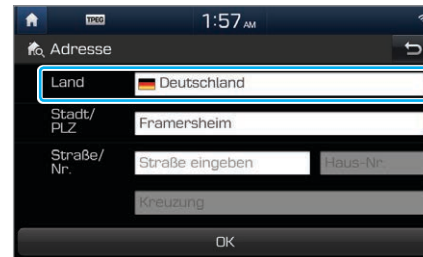 TPEG 1:57 AM
Adresse
Land Deutschland
Stadt/
PLZ Framersheim
Straße/
Nr. Straße eingeben Haus-Nr.
Kreuzung
OK